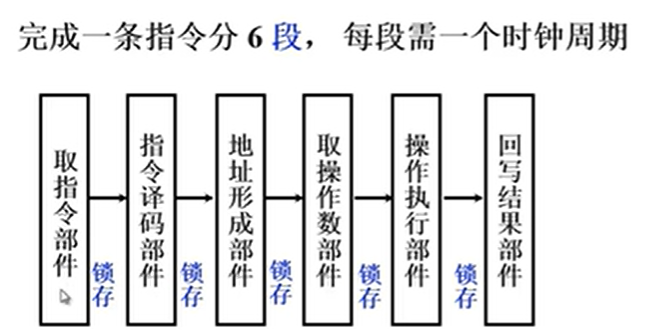 完成一条指令分 6 段， 每段需一个时钟周期
取指令部件
锁存
指令译码部件
锁存
地址形成部件
锁存
取操作数部件
锁存
操作执行部件
锁存
回写结果部件